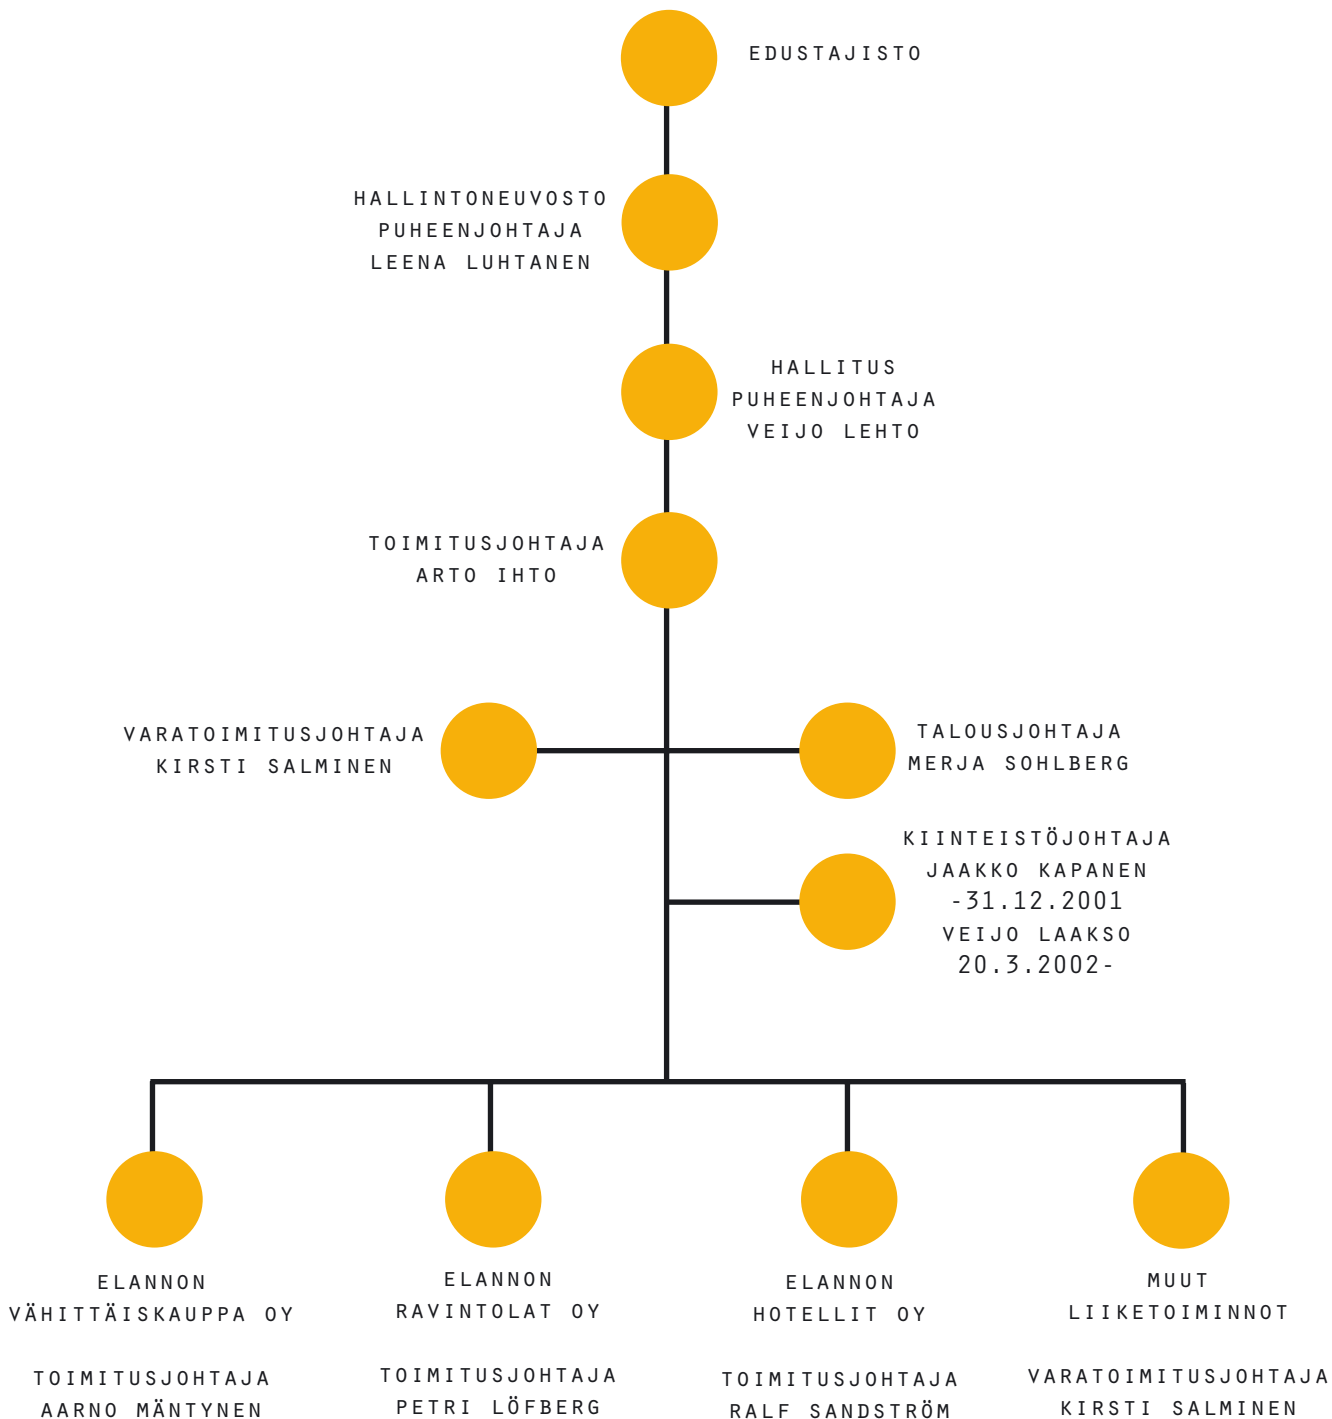 EDUSTAJISTO
HALLINTONEUVOSTO
PUHEENJOHTAJA
LEENA LUHTANEN
HALLITUS
PUHEENJOHTAJA
VEIJO LEHTO
TOIMITUSJOHTAJA
ARTO IHTO
VARATOIMITUSJOHTAJA
KIRSTI SALMINEN
TALOUSJOHTAJA
MERJA SOHLBERG
KIINTEISTÖJOHTAJA
JAAKKO KAPANEN
-31.12.2001
VEIJO LAAKSO
20.3.2002-
ELANNON
VÄHITTÄISKAUPPA OY
TOIMITUSJOHTAJA
AARNO MÄNTYNEN
ELANNON
RAVINTOLAT OY
TOIMITUSJOHTAJA
PETRI LÖFBERG
ELANNON
HOTELLIT OY
TOIMITUSJOHTAJA
RALF SANDSTRÖM
MUUT
LIIKETOIMINNOT
VARATOIMITUSJOHTAJA
KIRSTI SALMINEN